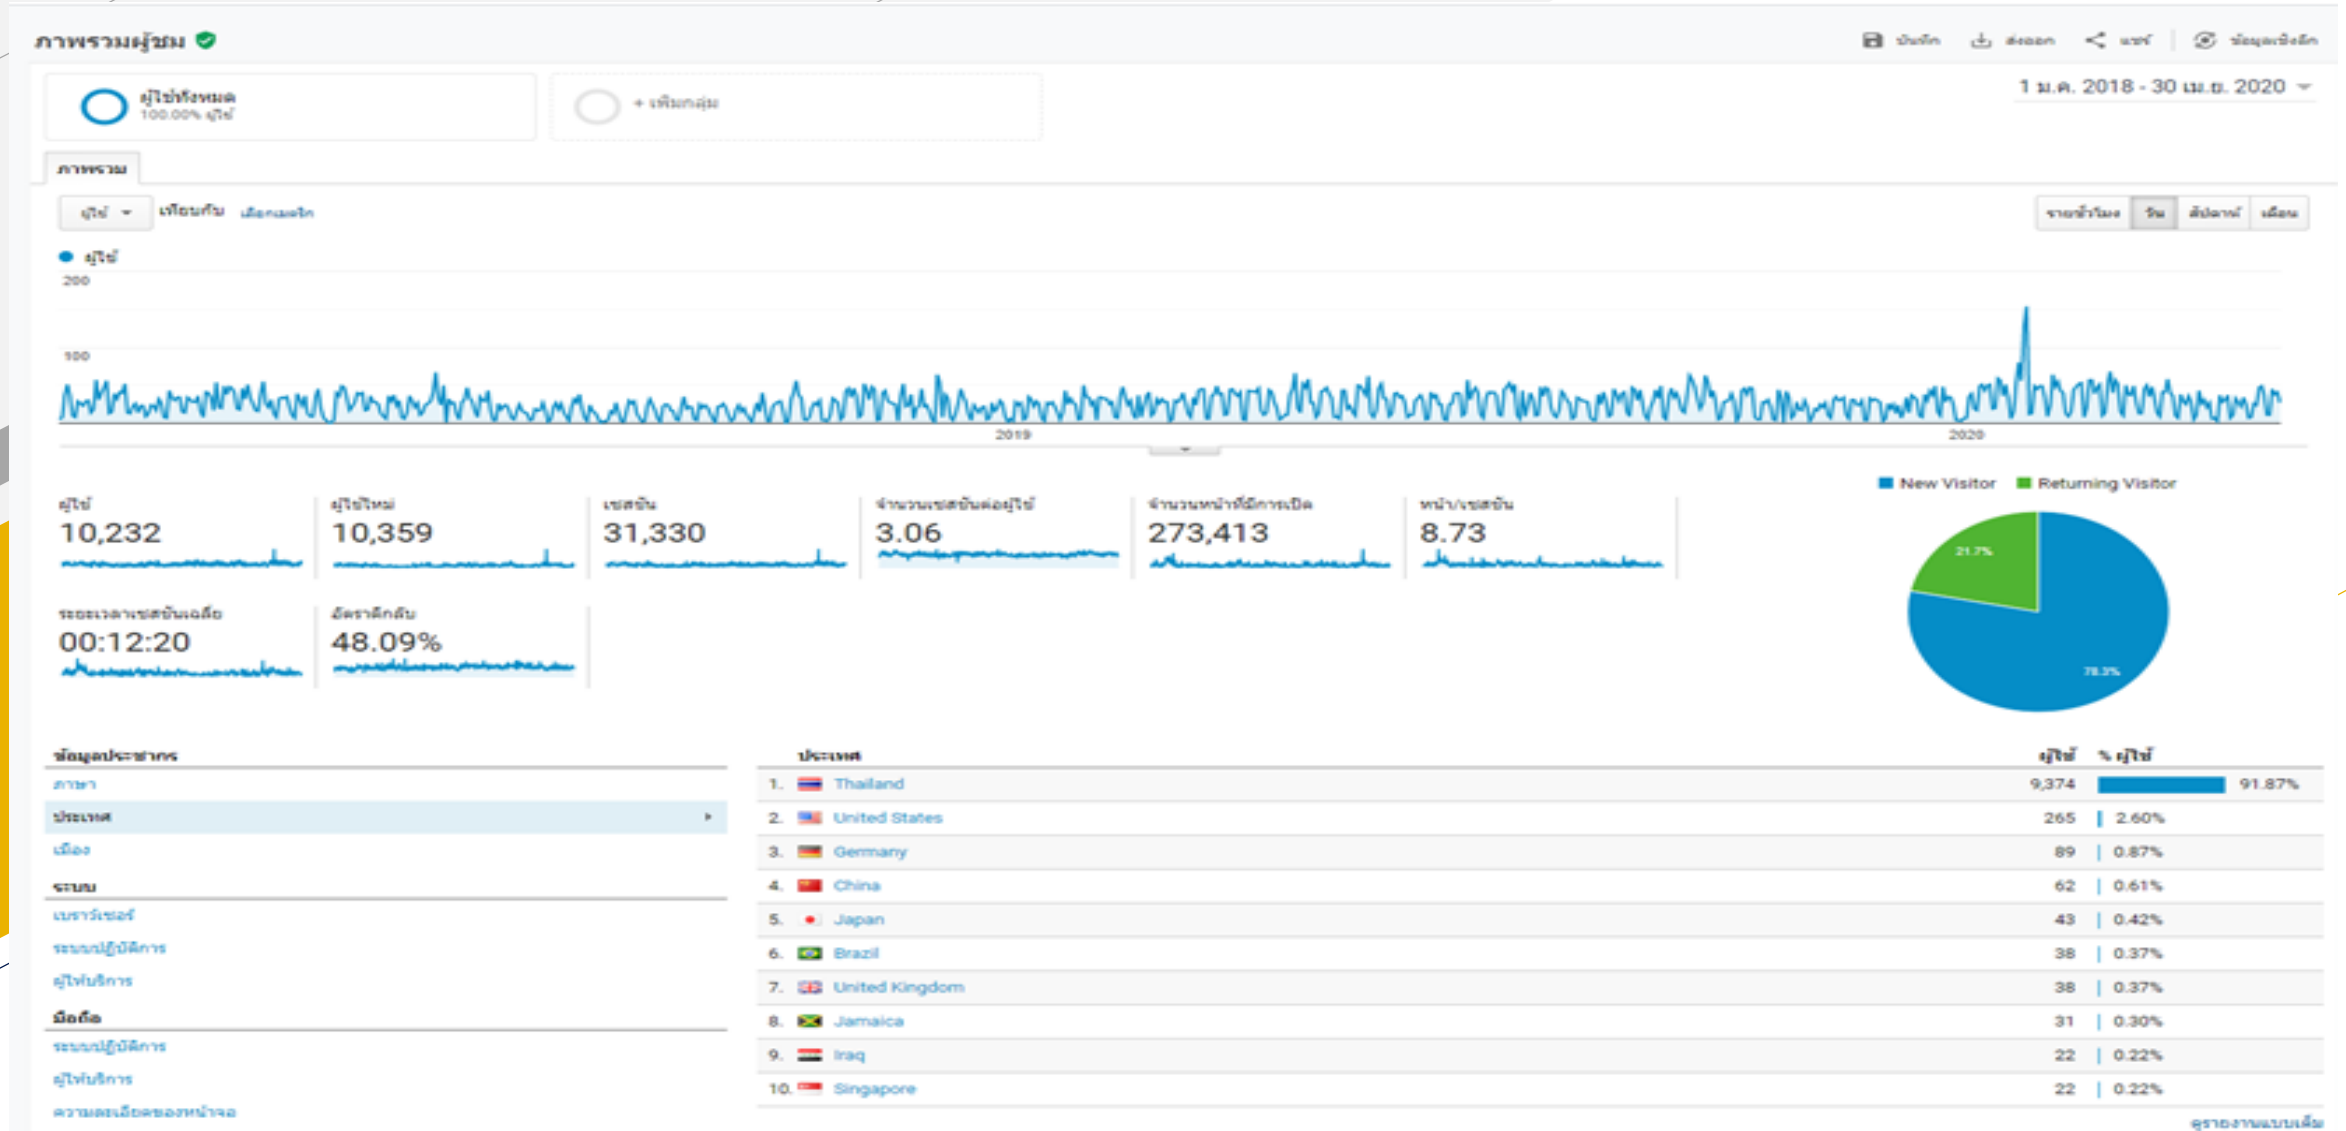 ภาพรวมผู้ชม
บันทึก ส่งออก แชร์ ข้อมูลเชิงลึก
ผู้ใช้ทั้งหมด
100.00% ผู้ใช้
+ เพิ่มกลุ่ม
1 ม.ค. 2018 - 30 เม.ย. 2020
ภาพรวม
ผู้ใช้ เทียบกับ เลือกเมตริก
รายชั่วโมง วัน สัปดาห์ เดือน
ผู้ใช้
200
100
2019 2020
New Visitor Returning Visitor
ผู้ใช้ ผู้ใช้ใหม่ เซสชัน จำนวนเซสชันต่อผู้ใช้ จำนวนหน้าที่มีการเปิด หน้า/เซสชัน
10,232 10,359 31,330 3.06 273,413 8.73
21.7%
ระยะเวลาเซสชันเฉลี่ย อัตราตีกลับ
00:12:20 48.09%
78.3%
ข้อมูลประชากร
ภาษา
ประเทศ
เมือง
ระบบ
เบราว์เซอร์
ระบบปฏิบัติการ
ผู้ให้บริการ
มือถือ
ระบบปฏิบัติการ
ผู้ให้บริการ
ความละเอียดของหน้าจอ
ประเทศ ผู้ใช้ % ผู้ใช้
1. Thailand 9,374 91.87%
2. United States 265 2.60%
3. Germany 89 0.87%
4. China 62 0.61%
5. Japan 43 0.42%
6. Brazil 38 0.37%
7. United Kingdom 38 0.37%
8. Jamaica 31 0.30%
9. Iraq 22 0.22%
10. Singapore 22 0.22%
ดูรายงานแบบเต็ม